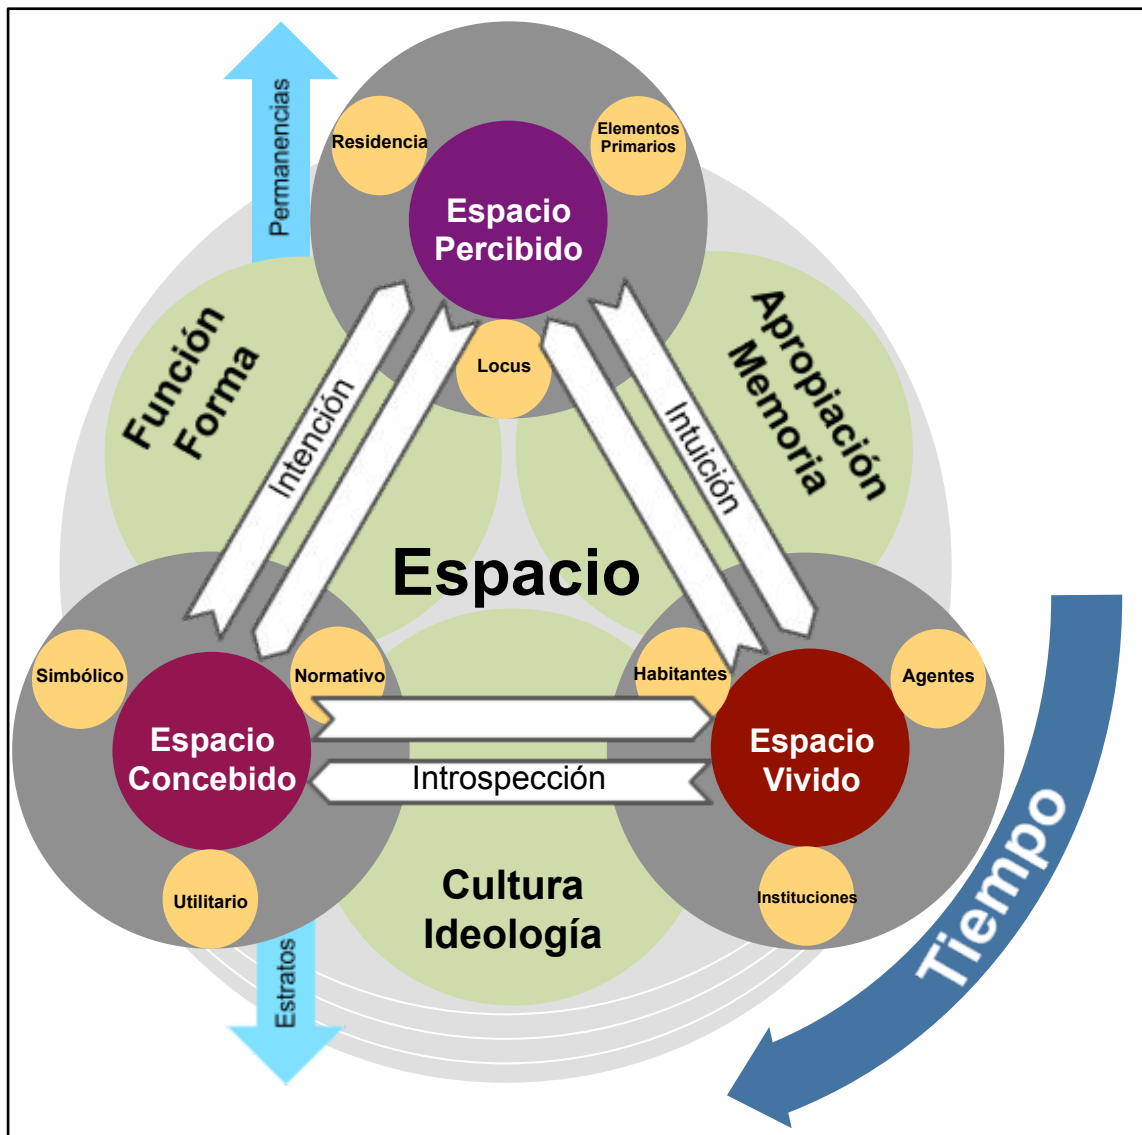 Permanencias
Residencia
Elementos
Primarios
Espacio
Percibido
Locus
Función
Forma
Apropiación
Memoria
Intención
Intuición
Espacio
Simbólico
Normativo
Habitantes
Agentes
Espacio
Concebido
Espacio
Vivido
Introspección
Utilitario
Cultura
Ideología
Instituciones
Estratos
Tiempo